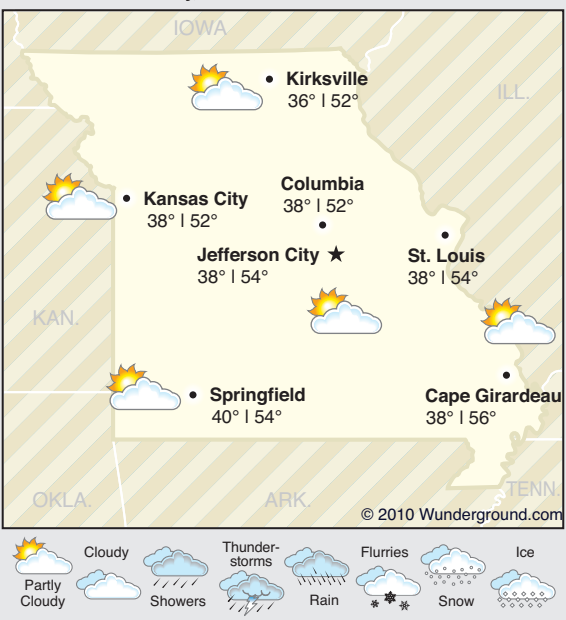 IOWA
Kirksville
36° | 52°
ILL.
Kansas City
38° | 52°
Columbia
38° | 52°
Jefferson City ★
38° | 54°
St. Louis
38° | 54°
KAN.
Springfield
40° | 54°
Cape Girardeau
38° | 56°
OKLA.
ARK.
TENN.
© 2010 Wunderground.com
Partly
Cloudy
Cloudy
Showers
Thunder-
storms
Rain
Flurries
Snow
Ice